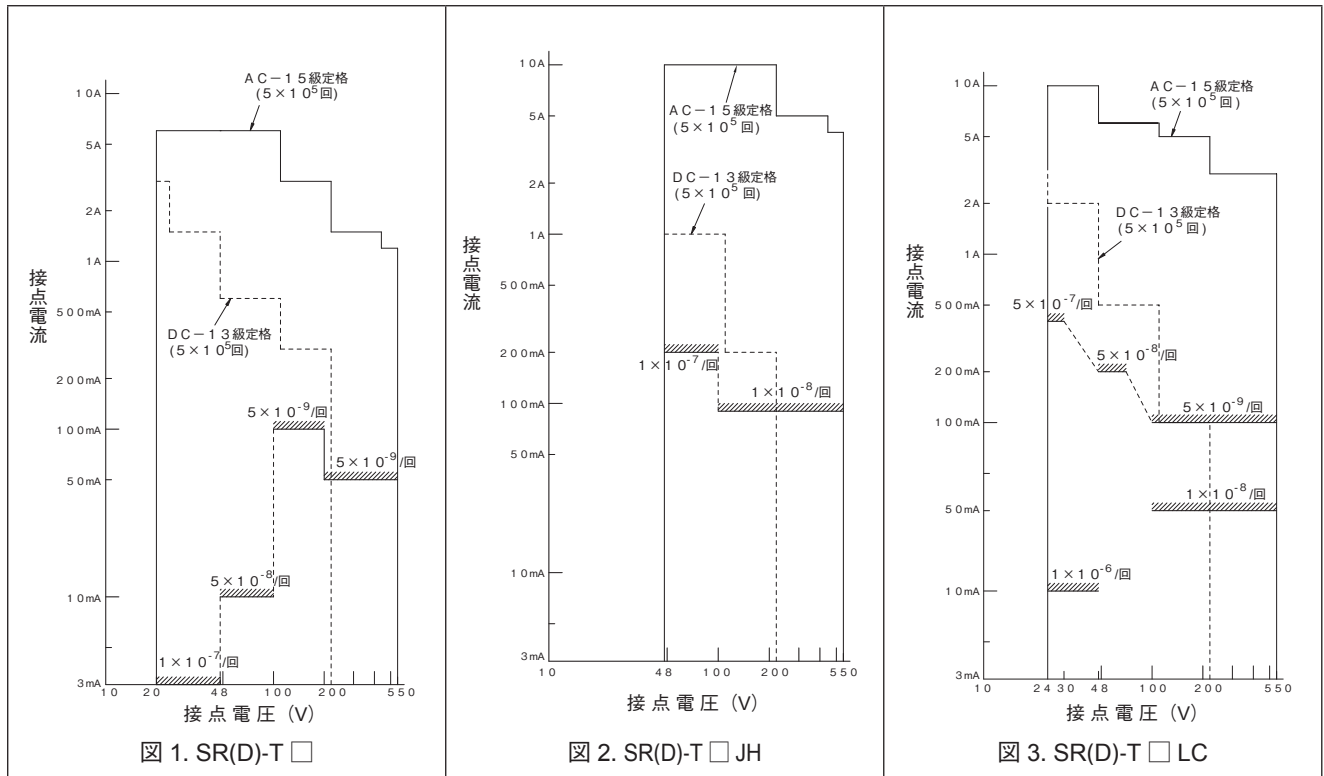 10A
5A
2A
1A
500mA
200mA
100mA
50mA
10mA
3mA
接点電流
AC－15級定格
(5×10⁵回)
DC－13級定格
(5×10⁵回)
5×10⁻⁹/回
5×10⁻⁹/回
5×10⁻⁸/回
1×10⁻⁷/回
10 20 48 100 200 550
接点電圧（V）
図 1. SR(D)-T □
10A
5A
2A
1A
500mA
200mA
100mA
50mA
10mA
3mA
接点電流
AC－15級定格
(5×10⁵回)
DC－13級定格
(5×10⁵回)
1×10⁻⁷/回
1×10⁻⁸/回
10 48 100 200 550
接点電圧（V）
図 2. SR(D)-T □ JH
10A
5A
2A
1A
500mA
200mA
100mA
50mA
10mA
3mA
接点電流
AC－15級定格
(5×10⁵回)
DC－13級定格
(5×10⁵回)
5×10⁻⁷/回
5×10⁻⁸/回
5×10⁻⁹/回
1×10⁻⁸/回
1×10⁻⁶/回
10 24 30 48 100 200 550
接点電圧（V）
図 3. SR(D)-T □ LC